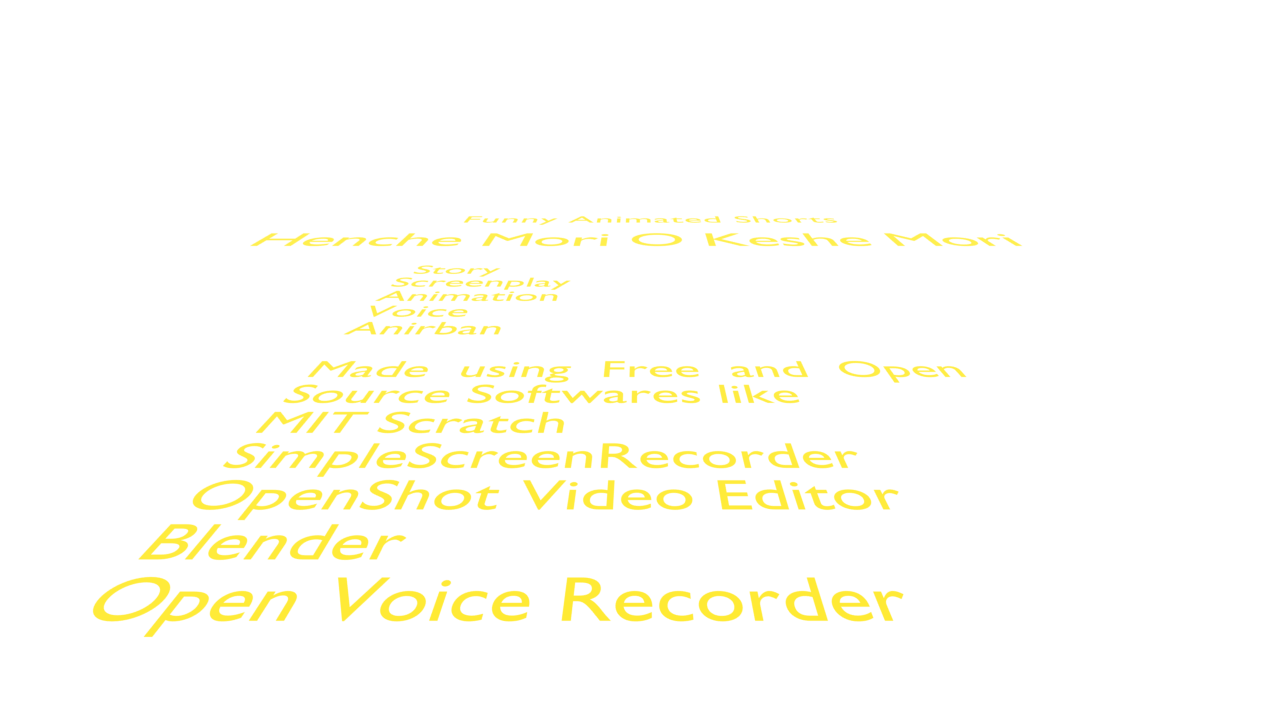 Funny Animated Shorts
Henche Mori O Keshe Mori
Story
Screenplay
Animation
Voice
Anirban
Made using Free and Open
Source Softwares like
MIT Scratch
SimpleScreenRecorder
OpenShot Video Editor
Blender
Open Voice Recorder